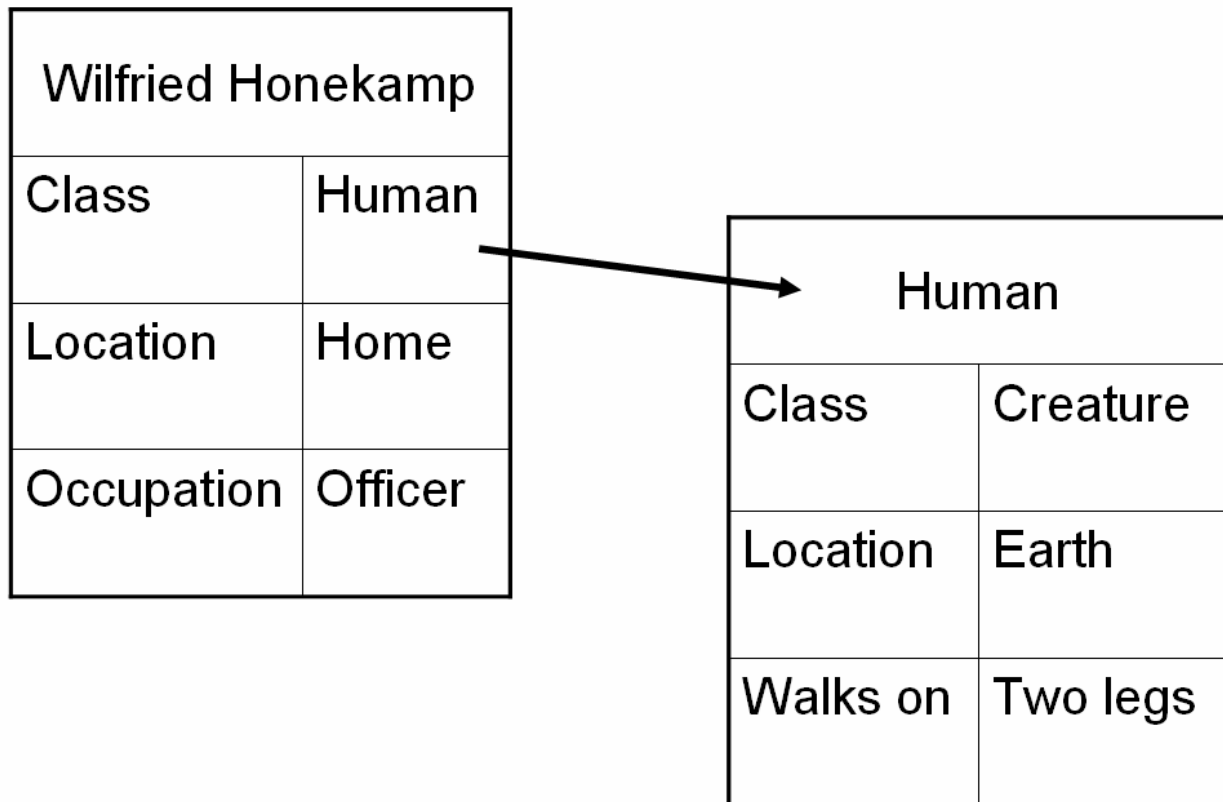 Wilfried Honekamp
Class Human
Location Home
Occupation Officer
Human
Class Creature
Location Earth
Walks on Two legs